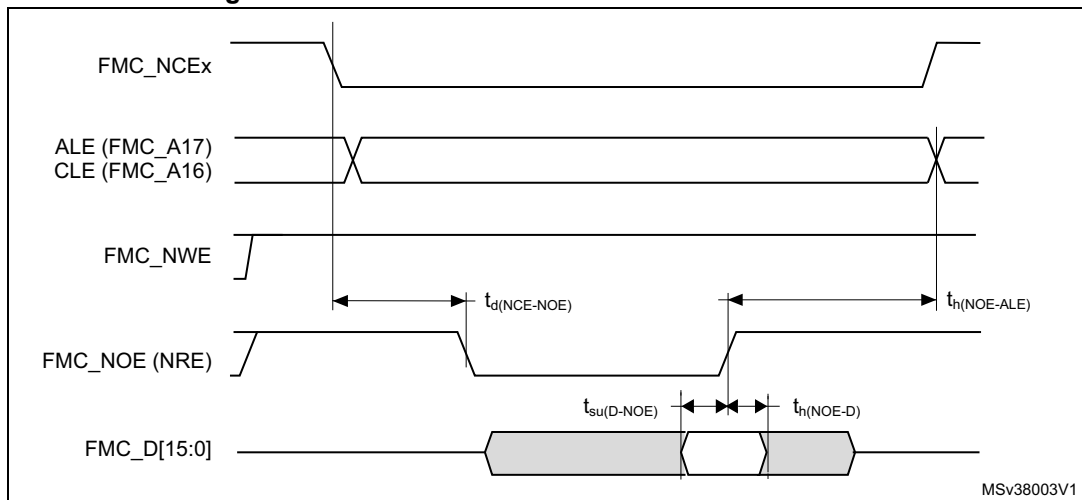 FMC_NCEx
ALE (FMC_A17)
CLE (FMC_A16)
FMC_NWE
td(NCE-NOE)
th(NOE-ALE)
FMC_NOE (NRE)
tsu(D-NOE)
th(NOE-D)
FMC_D[15:0]
MSv38003V1